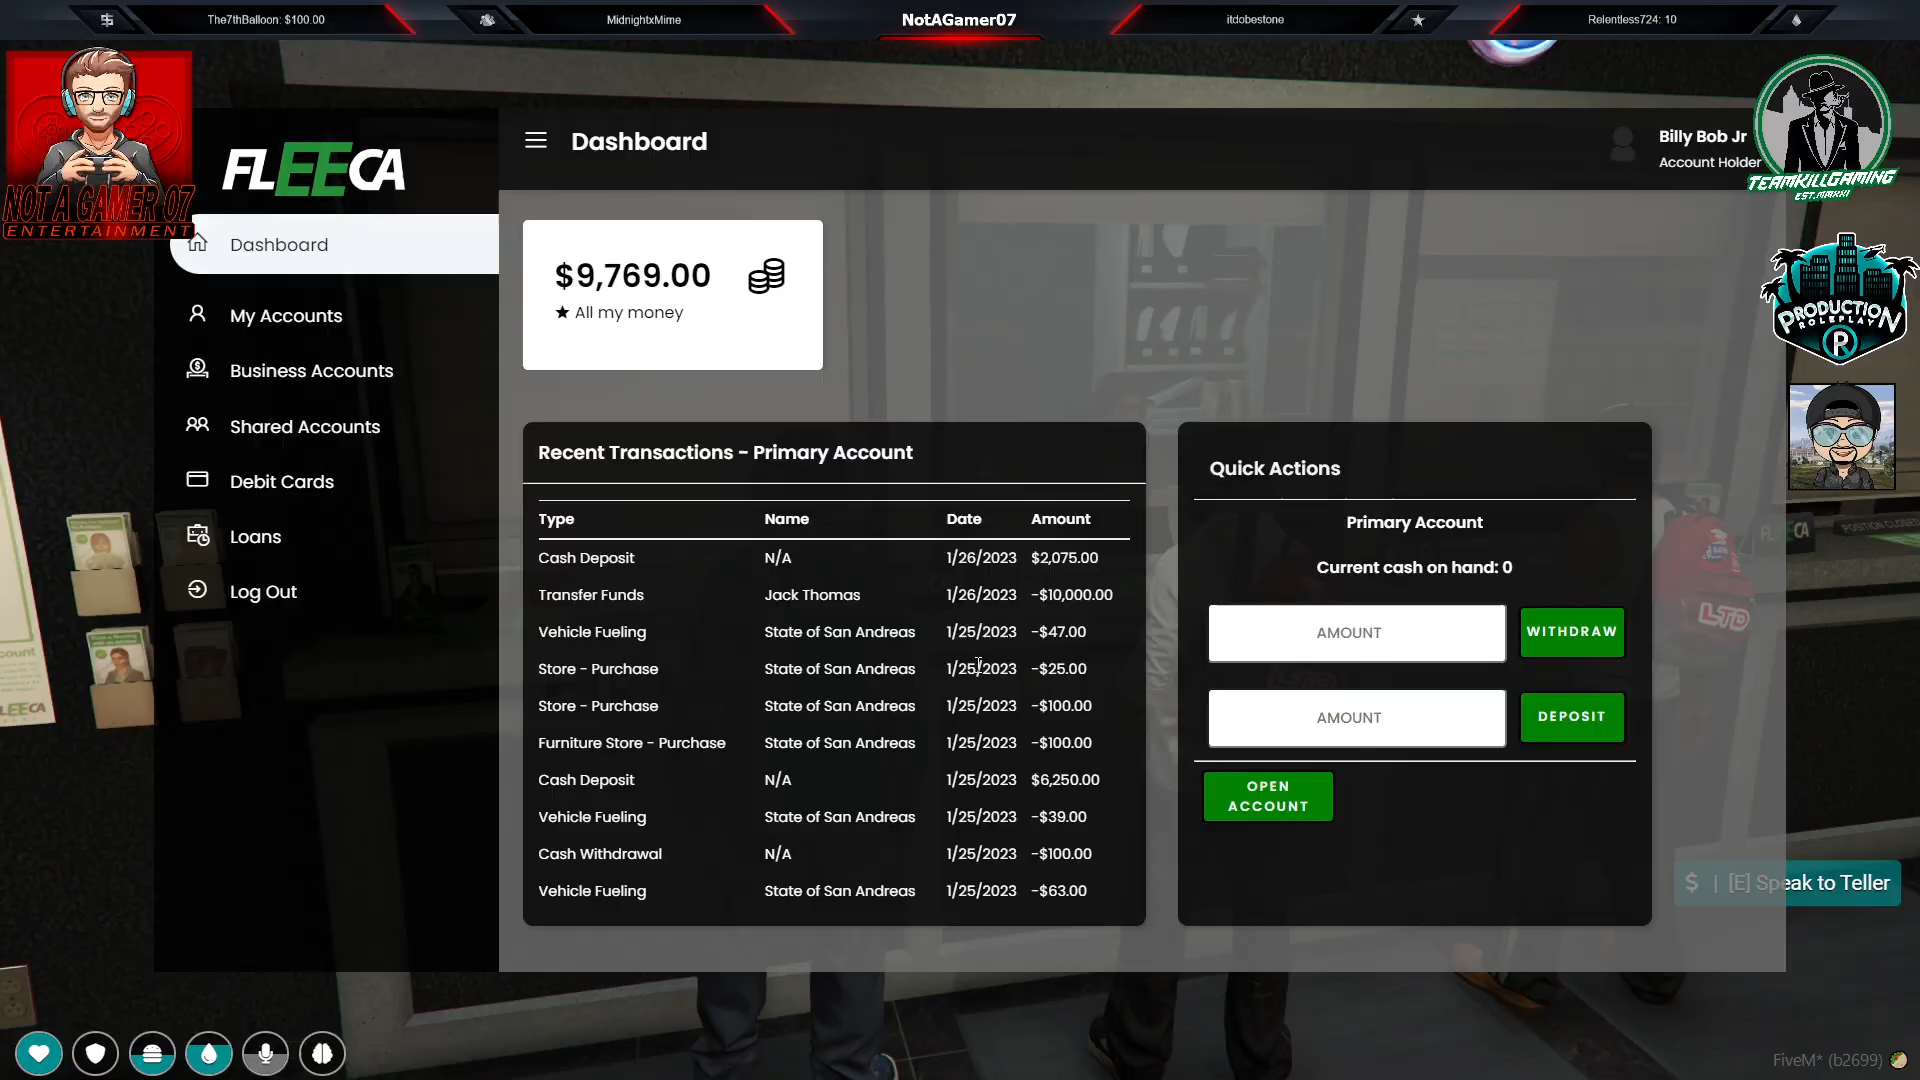 The7thBalloon: $100.00
MidnightxMime
NotAGamer07
itdobestone
Relentless724: 10
NOT A GAMER 07
ENTERTAINMENT
FLEECA
Dashboard
Billy Bob Jr
Account Holder
TEAMKILLGAMING
EST.MMXXI
Dashboard
My Accounts
Business Accounts
Shared Accounts
Debit Cards
Loans
Log Out
$9,769.00
★ All my money
PRODUCTION
ROLEPLAY
R
Recent Transactions - Primary Account
Type Name Date Amount
Cash Deposit N/A 1/26/2023 $2,075.00
Transfer Funds Jack Thomas 1/26/2023 -$10,000.00
Vehicle Fueling State of San Andreas 1/25/2023 -$47.00
Store - Purchase State of San Andreas 1/25/2023 -$25.00
Store - Purchase State of San Andreas 1/25/2023 -$100.00
Furniture Store - Purchase State of San Andreas 1/25/2023 -$100.00
Cash Deposit N/A 1/25/2023 $6,250.00
Vehicle Fueling State of San Andreas 1/25/2023 -$39.00
Cash Withdrawal N/A 1/25/2023 -$100.00
Vehicle Fueling State of San Andreas 1/25/2023 -$63.00
Quick Actions
Primary Account
Current cash on hand: 0
AMOUNT WITHDRAW
AMOUNT DEPOSIT
OPEN
ACCOUNT
FLEECA
POSITION CLOSED
LTD
$ | [E] Speak to Teller
FiveM* (b2699)